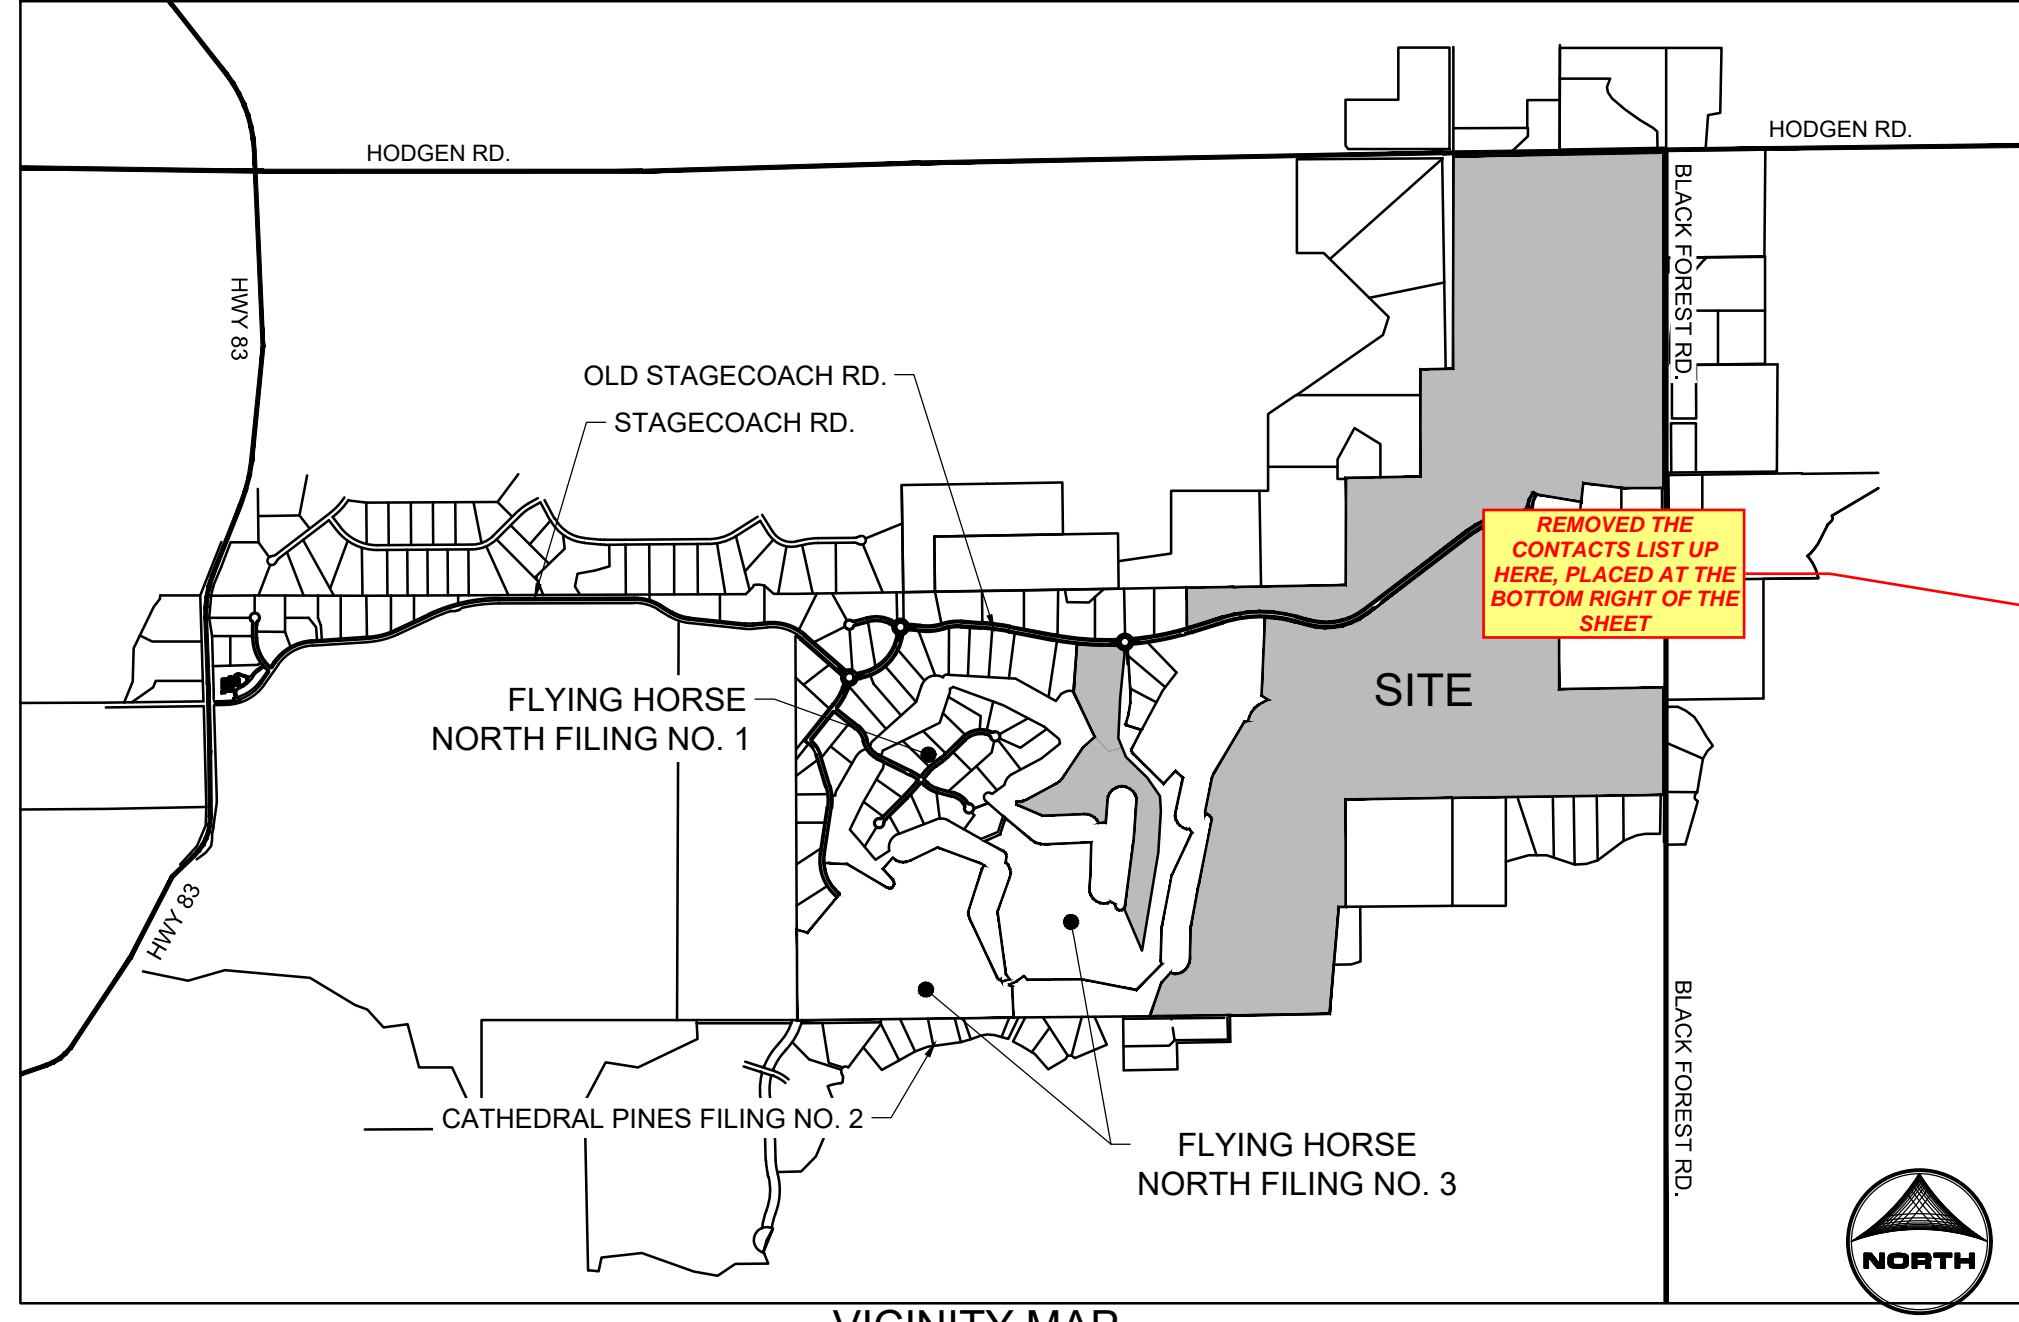 HODGEN RD.
HODGEN RD.
BLACK FOREST RD.
HWY 83
OLD STAGECOACH RD.
STAGECOACH RD.
REMOVED THE
CONTACTS LIST UP
HERE, PLACED AT THE
BOTTOM RIGHT OF THE
SHEET
SITE
FLYING HORSE
NORTH FILING NO. 1
HWY 83
BLACK FOREST RD.
CATHEDRAL PINES FILING NO. 2
FLYING HORSE
NORTH FILING NO. 3
NORTH
VICINITY MAP